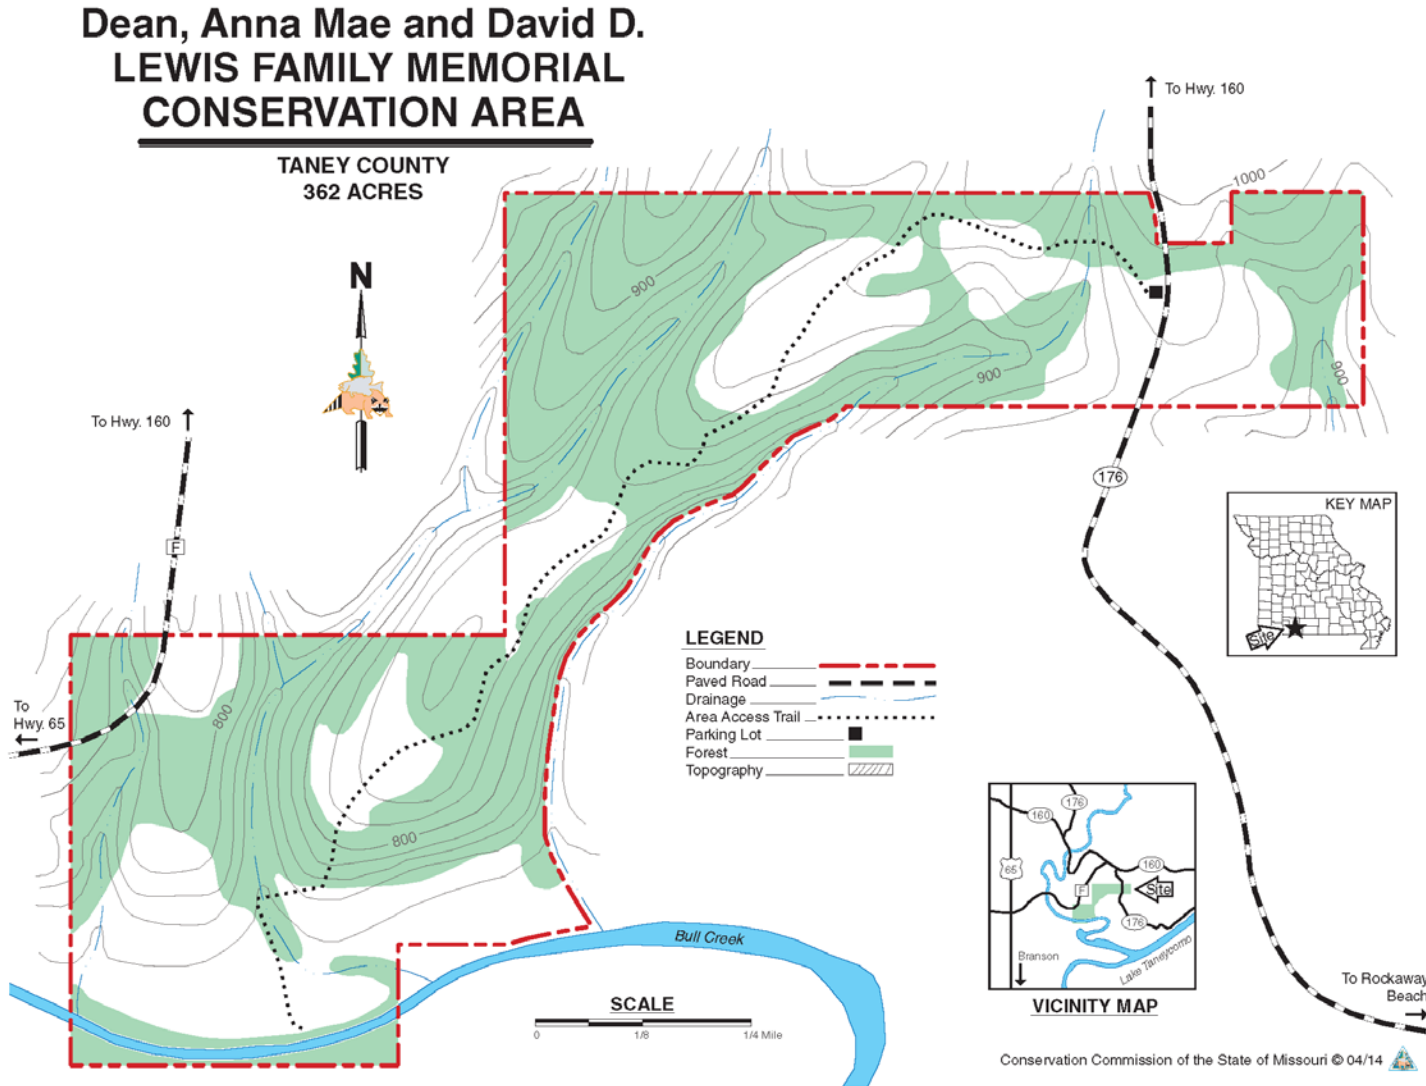 Dean, Anna Mae and David D.
LEWIS FAMILY MEMORIAL
CONSERVATION AREA
TANEY COUNTY
362 ACRES
To Hwy. 160
1000
N
900
900
900
To Hwy. 160
F
176
KEY MAP
Site
To
Hwy. 65
800
800
LEGEND
Boundary
Paved Road
Drainage
Area Access Trail
Parking Lot
Forest
Topography
176
160
65
160
F
Site
176
Branson
Lake Taneycomo
VICINITY MAP
Bull Creek
SCALE
0
1/8
1/4 Mile
To Rockaway
Beach
Conservation Commission of the State of Missouri © 04/14